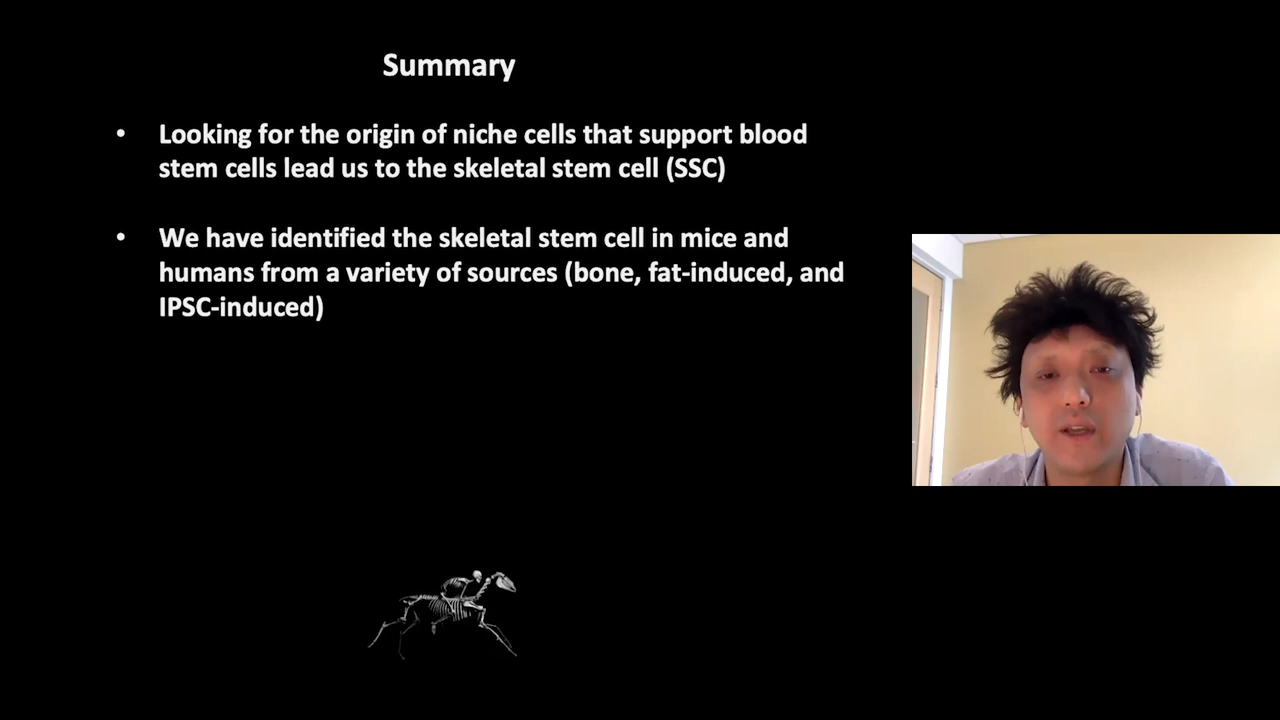 Summary
• Looking for the origin of niche cells that support blood
stem cells lead us to the skeletal stem cell (SSC)
• We have identified the skeletal stem cell in mice and
humans from a variety of sources (bone, fat-induced, and
IPSC-induced)